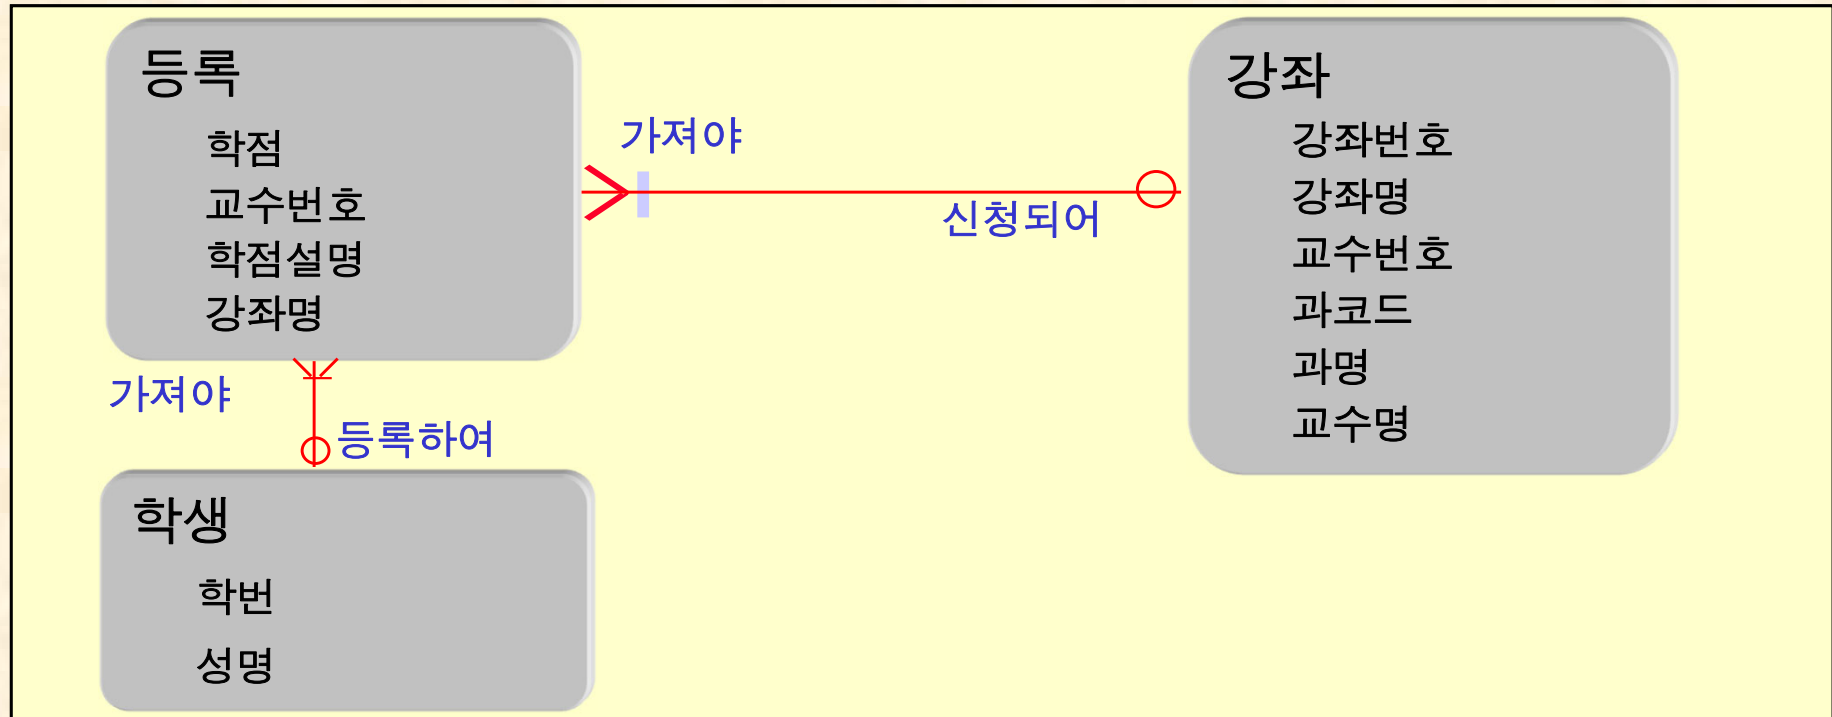 등록
학점
교수번호
학점설명
강좌명
가져야
신청되어
강좌
강좌번호
강좌명
교수번호
과코드
과명
교수명
가져야
등록하여
학생
학번
성명